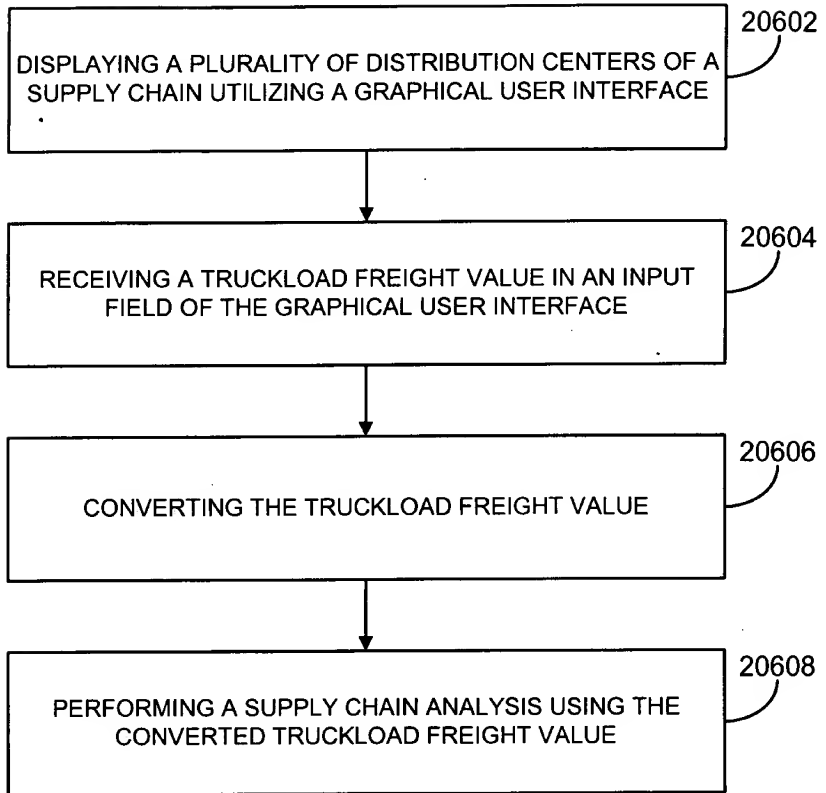 20602
DISPLAYING A PLURALITY OF DISTRIBUTION CENTERS OF A
SUPPLY CHAIN UTILIZING A GRAPHICAL USER INTERFACE
20604
RECEIVING A TRUCKLOAD FREIGHT VALUE IN AN INPUT
FIELD OF THE GRAPHICAL USER INTERFACE
20606
CONVERTING THE TRUCKLOAD FREIGHT VALUE
20608
PERFORMING A SUPPLY CHAIN ANALYSIS USING THE
CONVERTED TRUCKLOAD FREIGHT VALUE